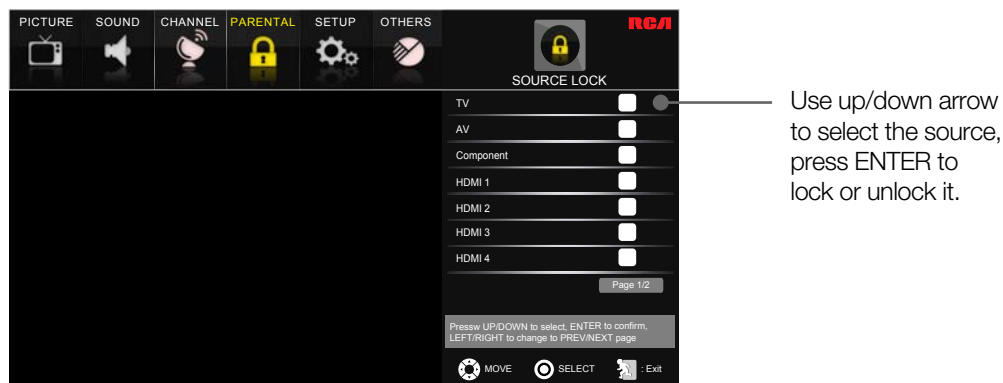 PICTURE SOUND CHANNEL PARENTAL SETUP OTHERS
RCA
SOURCE LOCK
TV
AV
Component
HDMI 1
HDMI 2
HDMI 3
HDMI 4
Page 1/2
Pressw UP/DOWN to select, ENTER to confirm,
LEFT/RIGHT to change to PREV/NEXT page
MOVE SELECT : Exit
Use up/down arrow
to select the source,
press ENTER to
lock or unlock it.